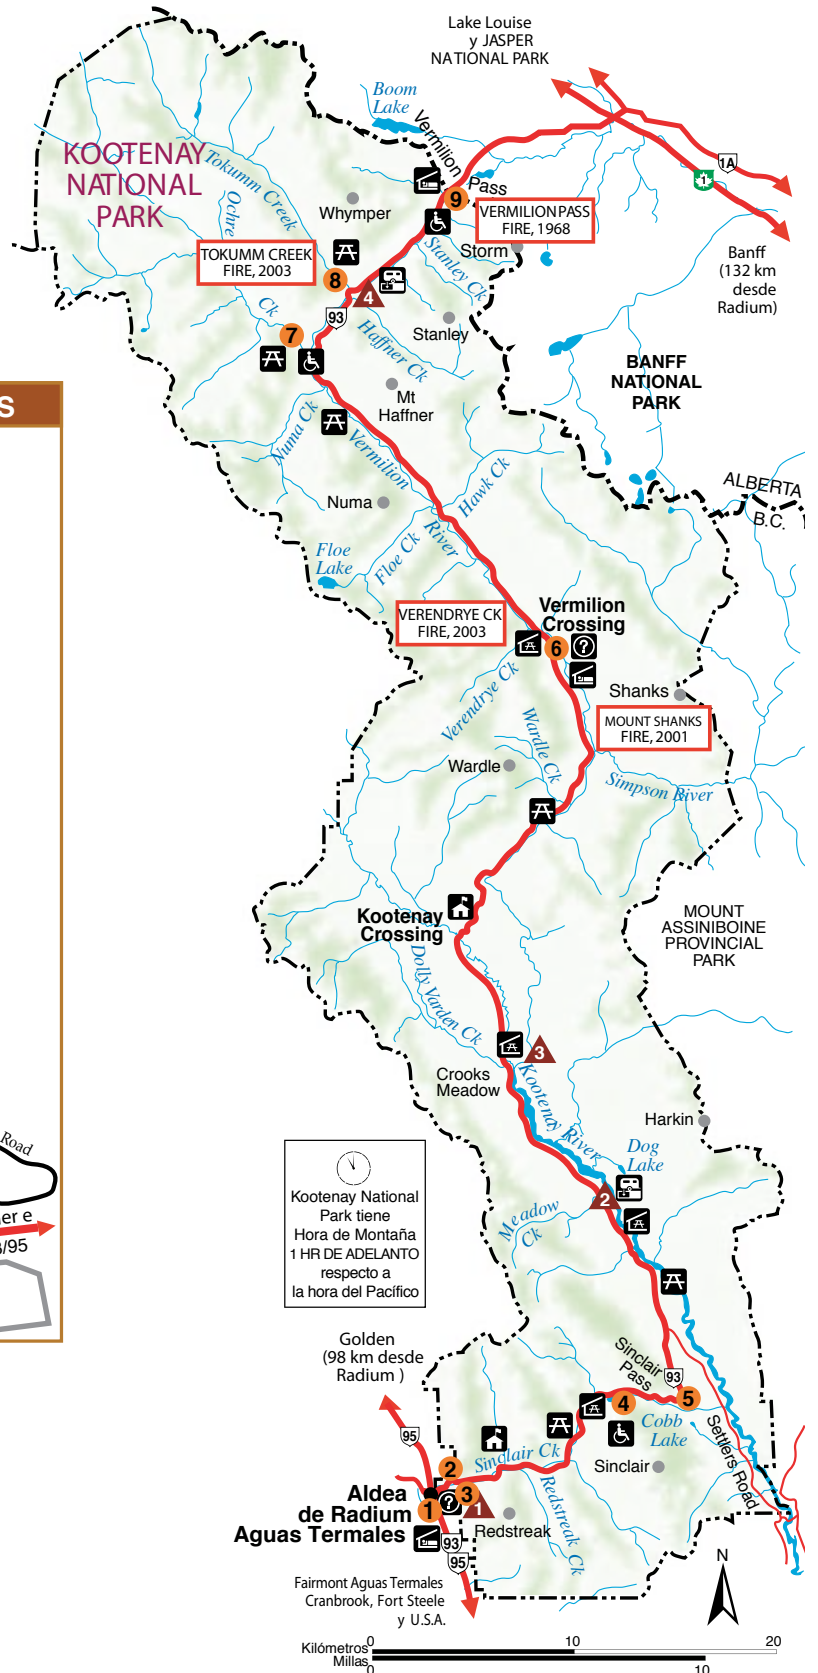 Lake Louise
y JASPER
NATIONAL PARK
Boom
Lake
Vermilion
Pass
1A
1
KOOTENAY
NATIONAL
PARK
Tokumm Creek
Ochre
Ck
Whymper
9
VERMILION PASS
FIRE, 1968
Storm
Stanley Ck
Banff
(132 km
desde
Radium)
TOKUMM CREEK
FIRE, 2003
8
4
93
7
Haffner Ck
Stanley
BANFF
NATIONAL
PARK
Mt
Haffner
S
Numa Ck
Vermilion
River
Hawk Ck
Numa
ALBERTA
B.C.
Floe Ck
Floe
Lake
VERENDRYE CK
FIRE, 2003
Vermilion
Crossing
6
?
Verendrye Ck
Shanks
MOUNT SHANKS
FIRE, 2001
Wardle Ck
Wardle
Simpson River
Kootenay
Crossing
MOUNT
ASSINIBOINE
PROVINCIAL
PARK
Dolly Varden Ck
3
Crooks
Meadow
Kootenay River
Harkin
Dog
Lake
2
Meadow
Ck
Road
er e
/95
Kootenay National
Park tiene
Hora de Montaña
1 HR DE ADELANTO
respecto a
la hora del Pacífico
Golden
(98 km desde
Radium )
Sinclair
Pass
93
5
4
Cobb
Lake
Settlers Road
95
Sinclair Ck
Sinclair
2
3
1
?
1
Aldea
de Radium
Aguas Termales
Redstreak
Redstreak Ck
93
95
N
Fairmont Aguas Termales
Cranbrook, Fort Steele
y U.S.A.
Kilómetros
0
10
20
Millas
0
10